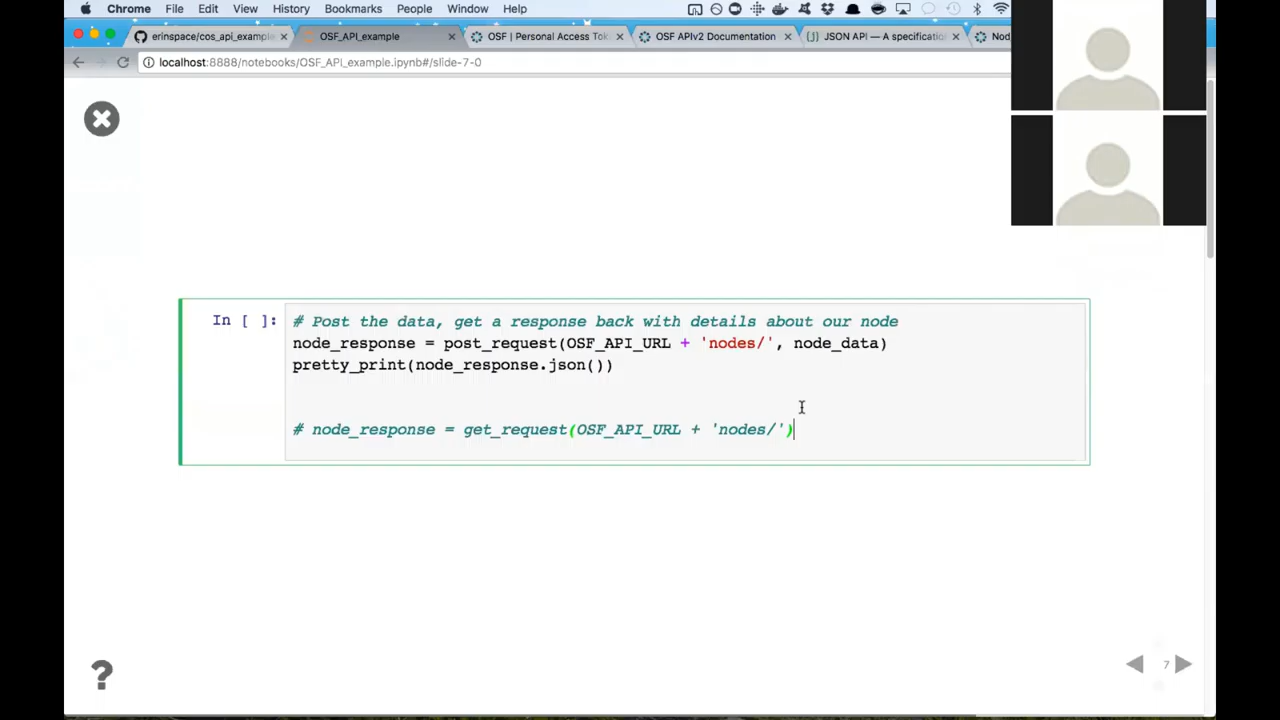 Chrome File Edit View History Bookmarks People Window Help
erinspace/cos_api_example
OSF_API_example
OSF | Personal Access Tok
OSF APIv2 Documentation
{} JSON API — A specificati
Nod
localhost:8888/notebooks/OSF_API_example.ipynb#/slide-7-0
In [ ]:
# Post the data, get a response back with details about our node
node_response = post_request(OSF_API_URL + 'nodes/', node_data)
pretty_print(node_response.json())
# node_response = get_request(OSF_API_URL + 'nodes/')
?
7